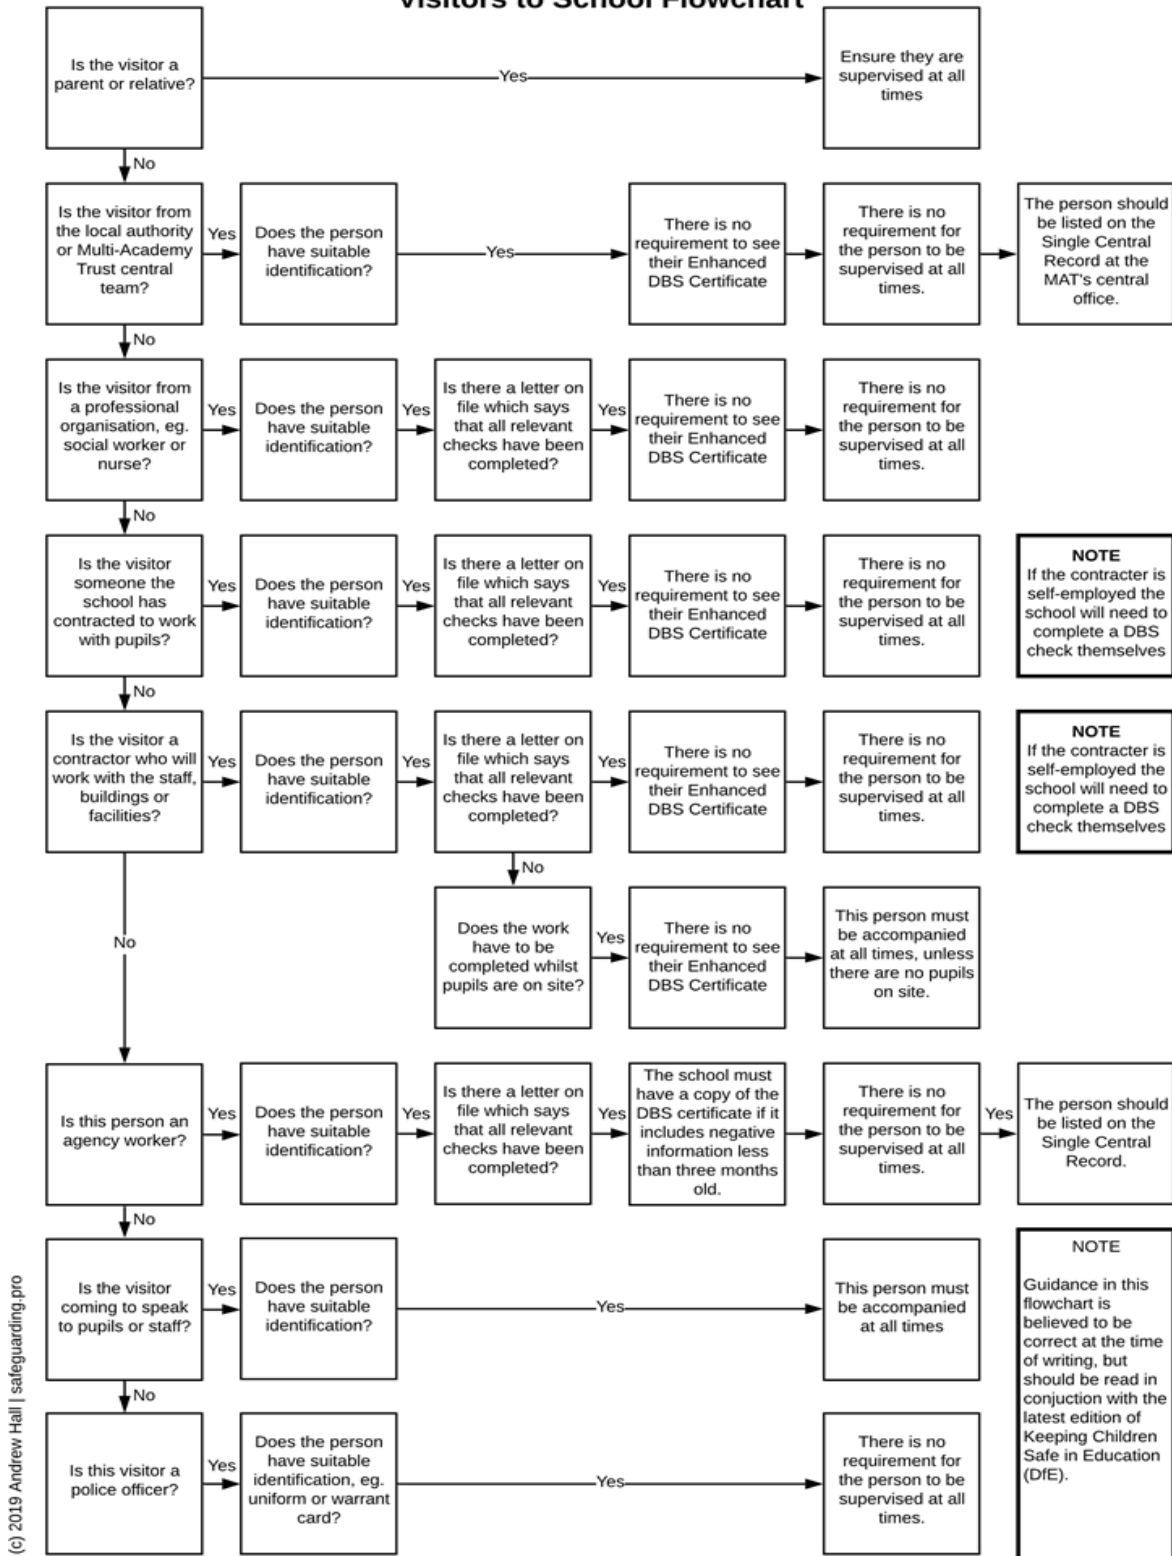 Visitors to School Flowchart
Is the visitor a
parent or relative?
Yes
Ensure they are
supervised at all
times
No
Is the visitor from
the local authority
or Multi-Academy
Trust central
team?
Yes
Does the person
have suitable
identification?
Yes
There is no
requirement to see
their Enhanced
DBS Certificate
There is no
requirement for
the person to be
supervised at all
times.
The person should
be listed on the
Single Central
Record at the
MAT's central
office.
No
Is the visitor from
a professional
organisation, eg.
social worker or
nurse?
Yes
Does the person
have suitable
identification?
Yes
Is there a letter on
file which says
that all relevant
checks have been
completed?
Yes
There is no
requirement to see
their Enhanced
DBS Certificate
There is no
requirement for
the person to be
supervised at all
times.
No
Is the visitor
someone the
school has
contracted to work
with pupils?
Yes
Does the person
have suitable
identification?
Yes
Is there a letter on
file which says
that all relevant
checks have been
completed?
Yes
There is no
requirement to see
their Enhanced
DBS Certificate
There is no
requirement for
the person to be
supervised at all
times.
NOTE
If the contracter is
self-employed the
school will need to
complete a DBS
check themselves
No
Is the visitor a
contractor who will
work with the staff,
buildings or
facilities?
Yes
Does the person
have suitable
identification?
Yes
Is there a letter on
file which says
that all relevant
checks have been
completed?
Yes
There is no
requirement to see
their Enhanced
DBS Certificate
There is no
requirement for
the person to be
supervised at all
times.
NOTE
If the contracter is
self-employed the
school will need to
complete a DBS
check themselves
No
Does the work
have to be
completed whilst
pupils are on site?
Yes
There is no
requirement to see
their Enhanced
DBS Certificate
This person must
be accompanied
at all times, unless
there are no pupils
on site.
No
Is this person an
agency worker?
Yes
Does the person
have suitable
identification?
Yes
Is there a letter on
file which says
that all relevant
checks have been
completed?
Yes
The school must
have a copy of the
DBS certificate if it
includes negative
information less
than three months
old.
There is no
requirement for
the person to be
supervised at all
times.
Yes
The person should
be listed on the
Single Central
Record.
No
Is the visitor
coming to speak
to pupils or staff?
Yes
Does the person
have suitable
identification?
Yes
This person must
be accompanied
at all times
NOTE
Guidance in this
flowchart is
believed to be
correct at the time
of writing, but
should be read in
conjuction with the
latest edition of
Keeping Children
Safe in Education
(DfE).
No
Is this visitor a
police officer?
Yes
Does the person
have suitable
identification, eg.
uniform or warrant
card?
Yes
There is no
requirement for
the person to be
supervised at all
times.
(c) 2019 Andrew Hall | safeguarding.pro